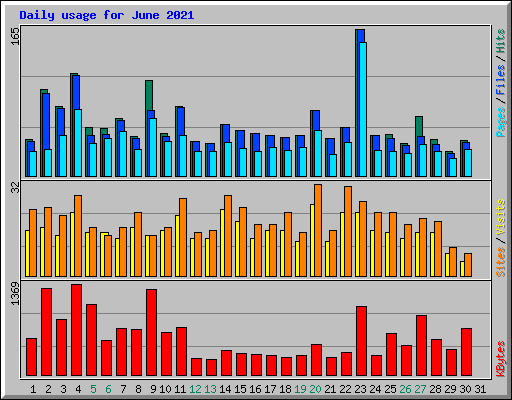 Daily usage for June 2021
165
Pages / Files / Hits
32
Sites / Visits
1369
KBytes
1 2 3 4 5 6 7 8 9 10 11 12 13 14 15 16 17 18 19 20 21 22 23 24 25 26 27 28 29 30 31